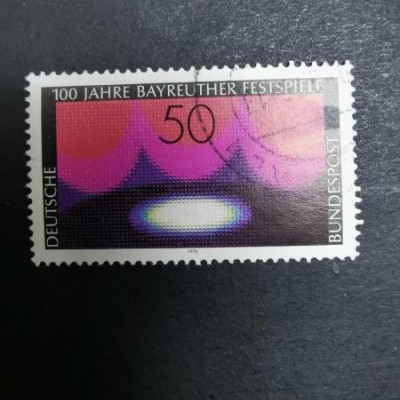 100 JAHRE BAYREUTHER FESTSPIELE
50
DEUTSCHE
BUNDESPOST